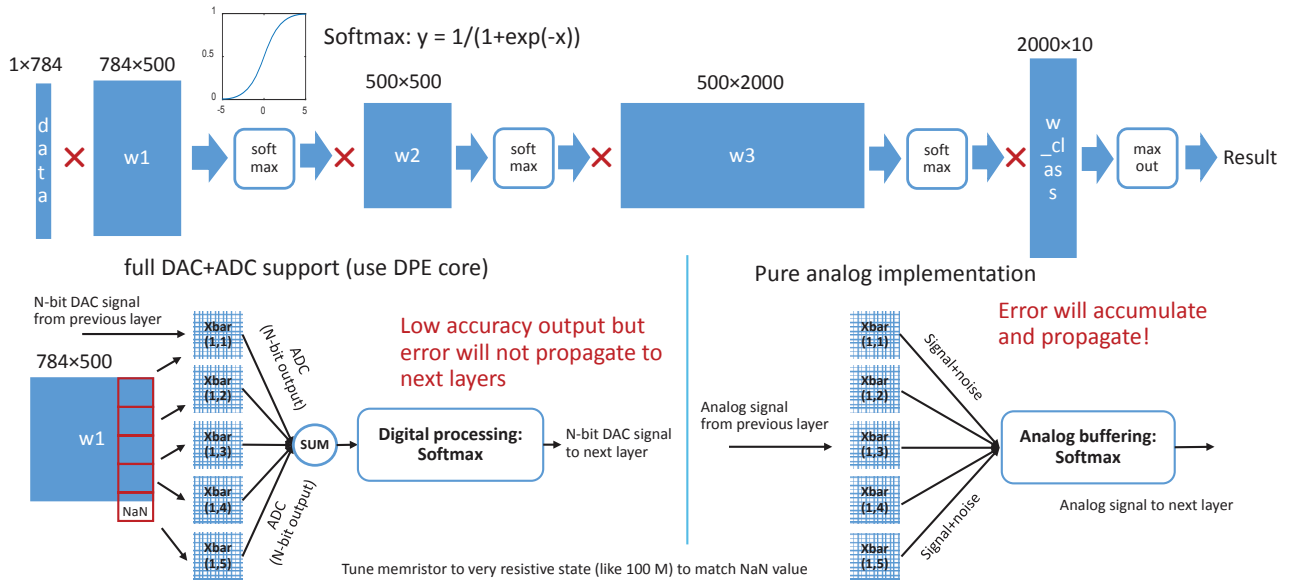 Softmax: y = 1/(1+exp(-x))
1
0.5
0
-5
0
5
1×784
784×500
500×500
500×2000
2000×10
data
w1
soft
max
w2
soft
max
w3
soft
max
w
_cl
as
s
max
out
Result
full DAC+ADC support (use DPE core)
N-bit DAC signal
from previous layer
784×500
w1
NaN
Xbar
(1,1)
Xbar
(1,2)
Xbar
(1,3)
Xbar
(1,4)
Xbar
(1,5)
ADC
(N-bit output)
ADC
(N-bit output)
SUM
Low accuracy output but
error will not propagate to
next layers
Digital processing:
Softmax
N-bit DAC signal
to next layer
Pure analog implementation
Error will accumulate
and propagate!
Analog signal
from previous layer
Xbar
(1,1)
Xbar
(1,2)
Xbar
(1,3)
Xbar
(1,4)
Xbar
(1,5)
Signal+noise
Signal+noise
Analog buffering:
Softmax
Analog signal to next layer
Tune memristor to very resistive state (like 100 M) to match NaN value